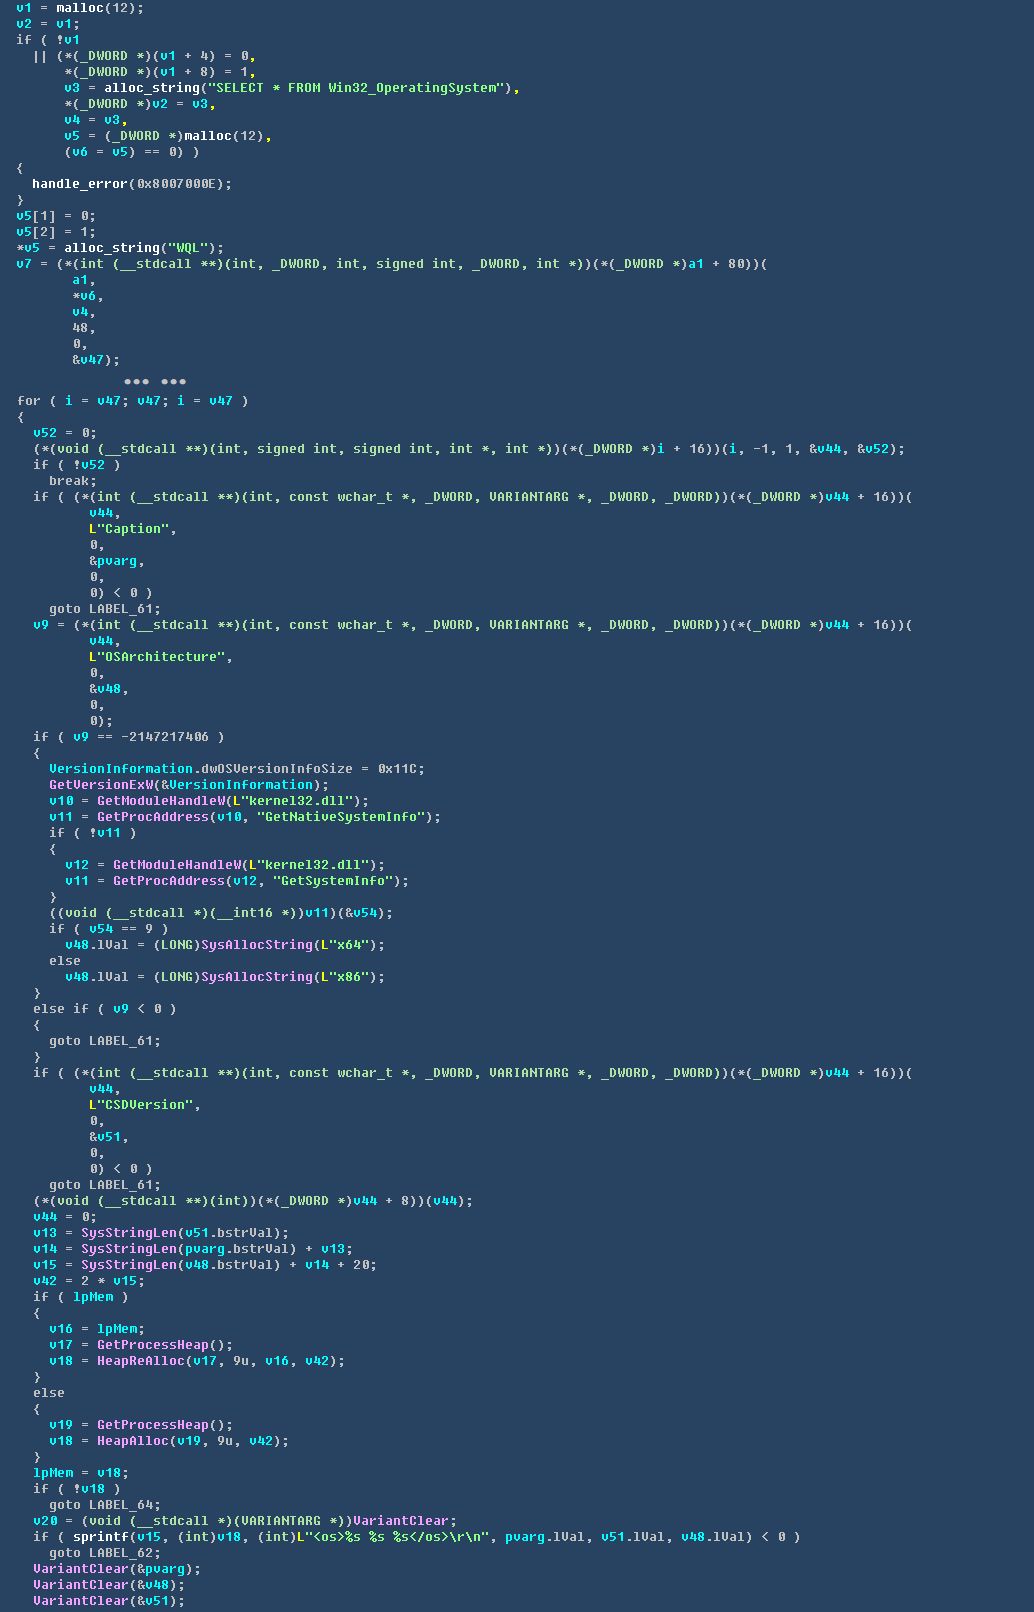 v1 = malloc(12);
v2 = v1;
if ( !v1
|| (*(_DWORD *)(v1 + 4) = 0,
*(_DWORD *)(v1 + 8) = 1,
v3 = alloc_string("SELECT * FROM Win32_OperatingSystem"),
*(_DWORD *)v2 = v3,
v4 = v3,
v5 = (_DWORD *)malloc(12),
(v6 = v5) == 0) )
{
handle_error(0x8007000E);
}
v5[1] = 0;
v5[2] = 1;
*v5 = alloc_string("WQL");
v7 = (*(int (__stdcall **)(int, _DWORD, int, signed int, _DWORD, int *))(*(_DWORD *)a1 + 80))(
a1,
*v6,
v4,
48,
0,
&v47);
••• •••
for ( i = v47; v47; i = v47 )
{
v52 = 0;
(*(void (__stdcall **)(int, signed int, signed int, int *, int *))(*(_DWORD *)i + 16))(i, -1, 1, &v44, &v52);
if ( !v52 )
break;
if ( (*(int (__stdcall **)(int, const wchar_t *, _DWORD, VARIANTARG *, _DWORD, _DWORD))(*(_DWORD *)v44 + 16))(
v44,
L"Caption",
0,
&pvarg,
0,
0) < 0 )
goto LABEL_61;
v9 = (*(int (__stdcall **)(int, const wchar_t *, _DWORD, VARIANTARG *, _DWORD, _DWORD))(*(_DWORD *)v44 + 16))(
v44,
L"OSArchitecture",
0,
&v48,
0,
0);
if ( v9 == -2147217406 )
{
VersionInformation.dwOSVersionInfoSize = 0x11C;
GetVersionExW(&VersionInformation);
v10 = GetModuleHandleW(L"kernel32.dll");
v11 = GetProcAddress(v10, "GetNativeSystemInfo");
if ( !v11 )
{
v12 = GetModuleHandleW(L"kernel32.dll");
v11 = GetProcAddress(v12, "GetSystemInfo");
}
((void (__stdcall *)(__int16 *))v11)(&v54);
if ( v54 == 9 )
v48.lVal = (LONG)SysAllocString(L"x64");
else
v48.lVal = (LONG)SysAllocString(L"x86");
}
else if ( v9 < 0 )
{
goto LABEL_61;
}
if ( (*(int (__stdcall **)(int, const wchar_t *, _DWORD, VARIANTARG *, _DWORD, _DWORD))(*(_DWORD *)v44 + 16))(
v44,
L"CSDVersion",
0,
&v51,
0,
0) < 0 )
goto LABEL_61;
(*(void (__stdcall **)(int))(*(_DWORD *)v44 + 8))(v44);
v44 = 0;
v13 = SysStringLen(v51.bstrVal);
v14 = SysStringLen(pvarg.bstrVal) + v13;
v15 = SysStringLen(v48.bstrVal) + v14 + 20;
v42 = 2 * v15;
if ( lpMem )
{
v16 = lpMem;
v17 = GetProcessHeap();
v18 = HeapReAlloc(v17, 9u, v16, v42);
}
else
{
v19 = GetProcessHeap();
v18 = HeapAlloc(v19, 9u, v42);
}
lpMem = v18;
if ( !v18 )
goto LABEL_64;
v20 = (void (__stdcall *)(VARIANTARG *))VariantClear;
if ( sprintf(v15, (int)v18, (int)L"<os>%s %s %s</os>\r\n", pvarg.lVal, v51.lVal, v48.lVal) < 0 )
goto LABEL_62;
VariantClear(&pvarg);
VariantClear(&v48);
VariantClear(&v51);